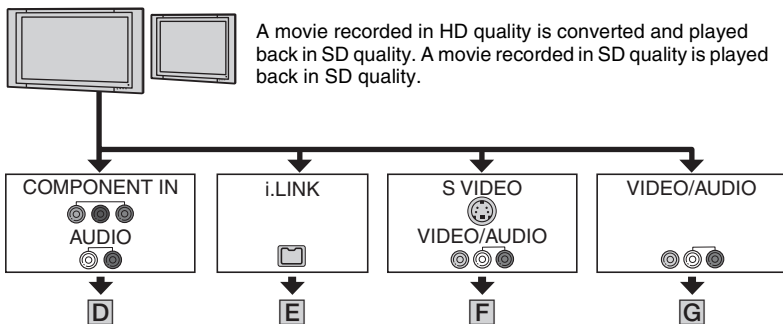 A movie recorded in HD quality is converted and played
back in SD quality. A movie recorded in SD quality is played
back in SD quality.
COMPONENT IN
AUDIO
i.LINK
S VIDEO
VIDEO/AUDIO
VIDEO/AUDIO
D
E
F
G